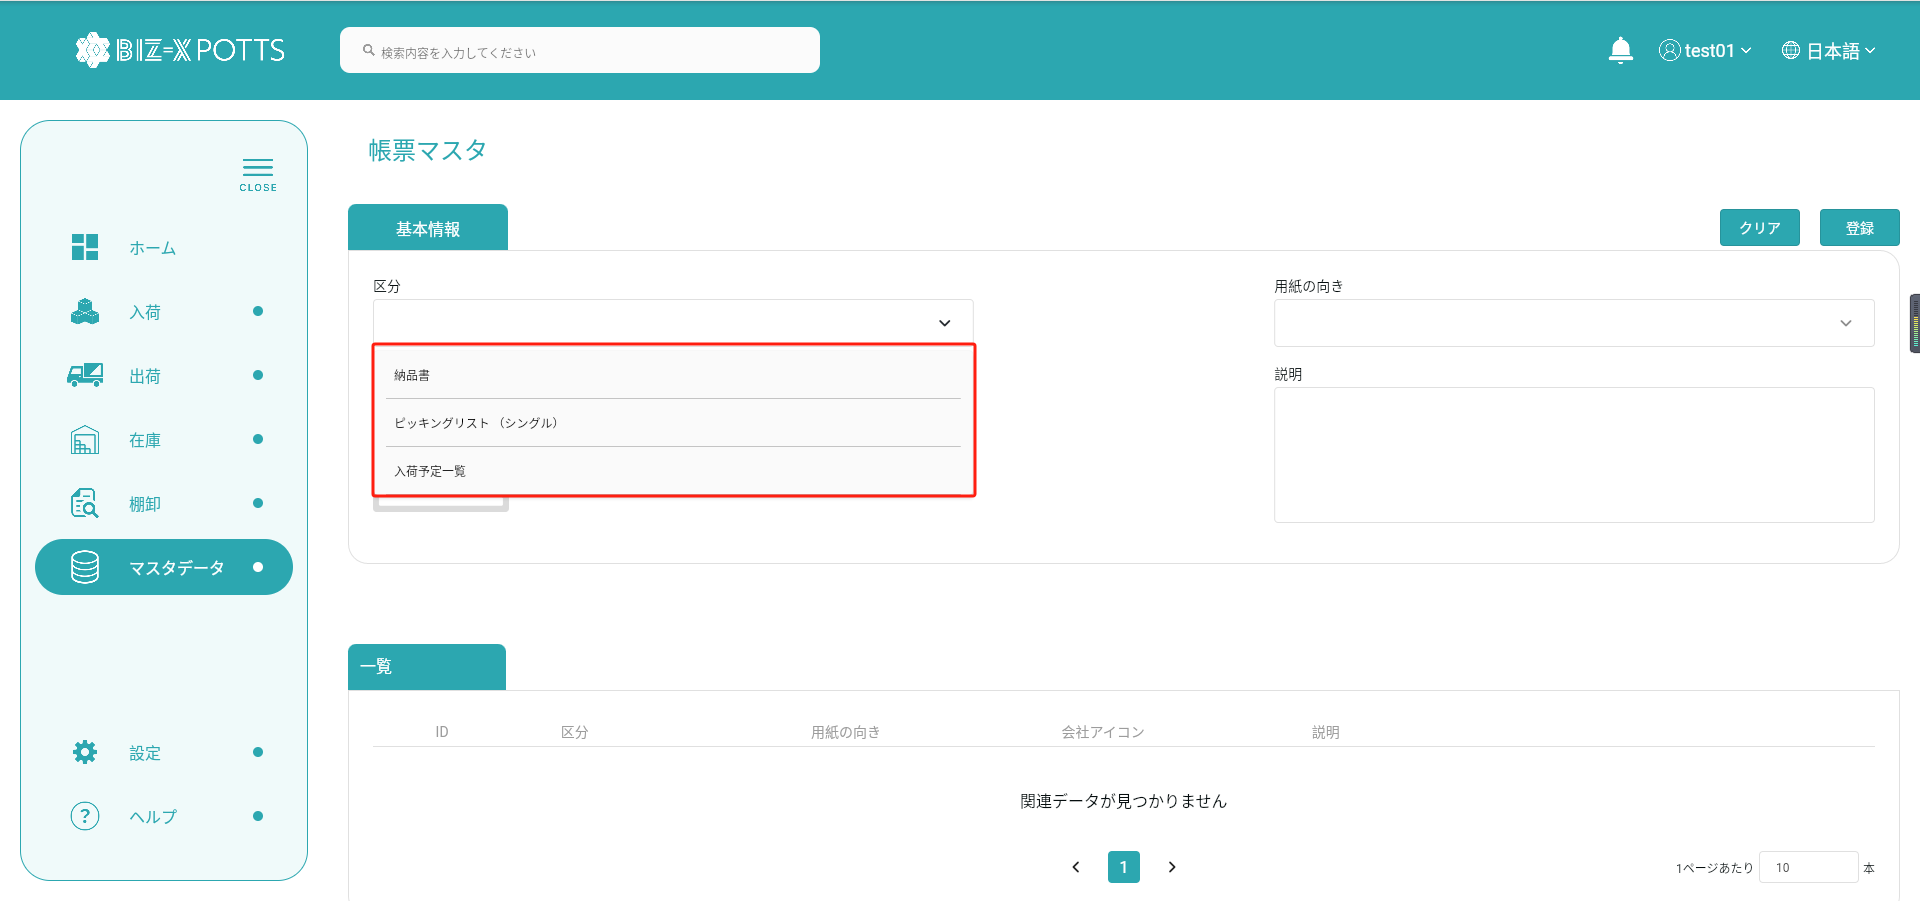 BIZ-X POTTS
検索内容を入力してください
test01
日本語
CLOSE
ホーム
入荷
出荷
在庫
棚卸
マスタデータ
設定
ヘルプ
帳票マスタ
基本情報
クリア
登録
区分
納品書
ピッキングリスト（シングル）
入荷予定一覧
用紙の向き
説明
一覧
ID 区分 用紙の向き 会社アイコン 説明
関連データが見つかりません
1
1ページあたり 10 本